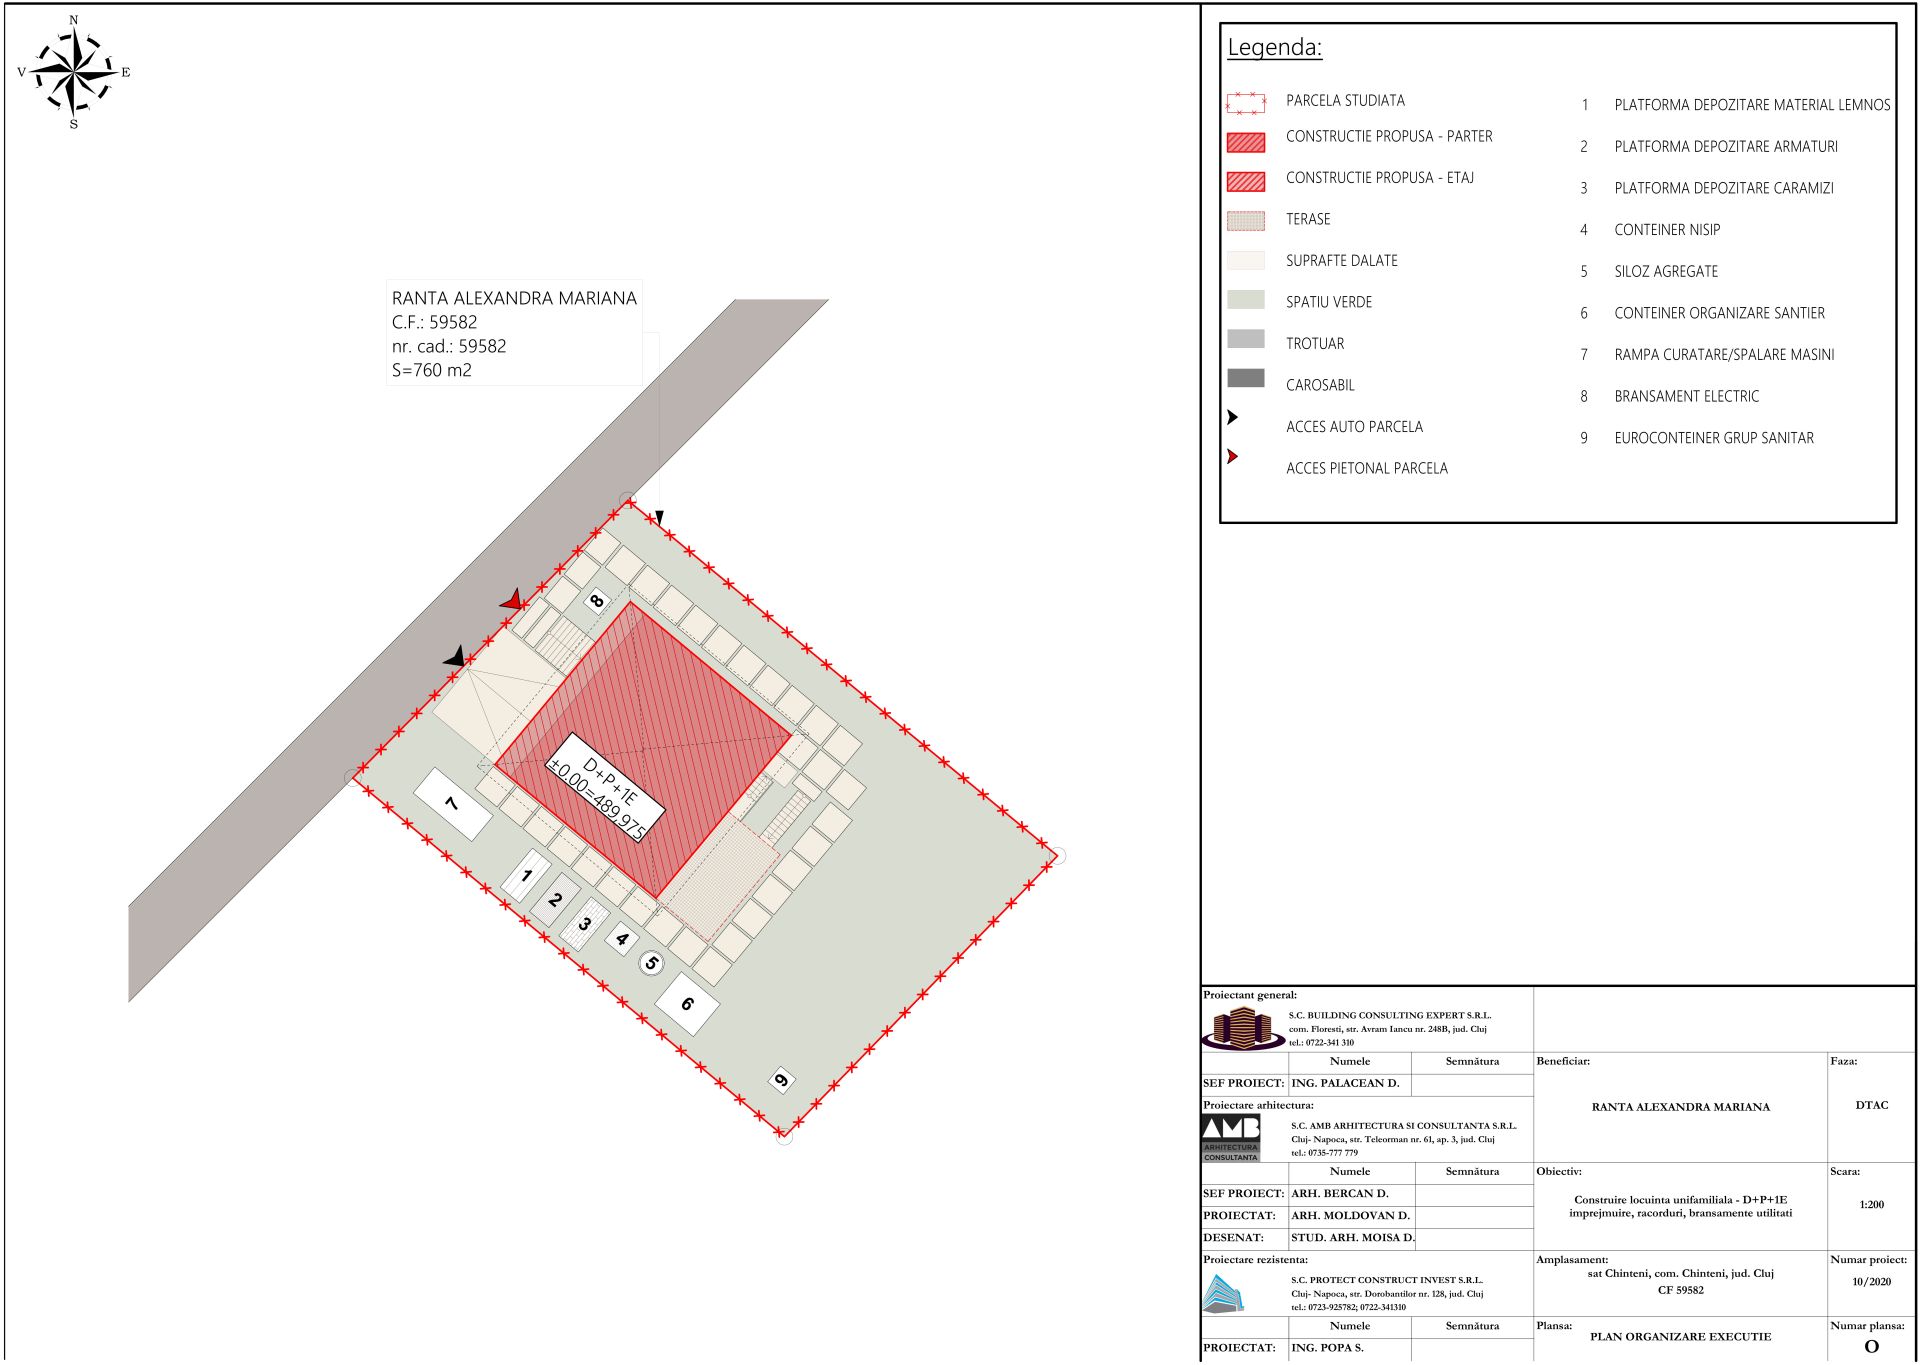 N
V
E
S
RANTA ALEXANDRA MARIANA
C.F.: 59582
nr. cad.: 59582
S=760 m2
8
D+P+1E
±0.00=489,975
7
1
2
3
4
5
6
9
Legenda:
PARCELA STUDIATA
CONSTRUCTIE PROPUSA - PARTER
CONSTRUCTIE PROPUSA - ETAJ
TERASE
SUPRAFTE DALATE
SPATIU VERDE
TROTUAR
CAROSABIL
ACCES AUTO PARCELA
ACCES PIETONAL PARCELA
1 PLATFORMA DEPOZITARE MATERIAL LEMNOS
2 PLATFORMA DEPOZITARE ARMATURI
3 PLATFORMA DEPOZITARE CARAMIZI
4 CONTEINER NISIP
5 SILOZ AGREGATE
6 CONTEINER ORGANIZARE SANTIER
7 RAMPA CURATARE/SPALARE MASINI
8 BRANSAMENT ELECTRIC
9 EUROCONTEINER GRUP SANITAR
Proiectant general:
S.C. BUILDING CONSULTING EXPERT S.R.L.
com. Floresti, str. Avram Iancu nr. 248B, jud. Cluj
tel.: 0722-341 310
Numele Semnătura
SEF PROIECT: ING. PALACEAN D.
Proiectare arhitectura:
AMB
ARHITECTURA
CONSULTANTA
S.C. AMB ARHITECTURA SI CONSULTANTA S.R.L.
Cluj- Napoca, str. Teleorman nr. 61, ap. 3, jud. Cluj
tel.: 0735-777 779
Numele Semnătura
SEF PROIECT: ARH. BERCAN D.
PROIECTAT: ARH. MOLDOVAN D.
DESENAT: STUD. ARH. MOISA D.
Proiectare rezistenta:
S.C. PROTECT CONSTRUCT INVEST S.R.L.
Cluj- Napoca, str. Dorobantilor nr. 128, jud. Cluj
tel.: 0723-925782; 0722-341310
Numele Semnătura
PROIECTAT: ING. POPA S.
Beneficiar:
RANTA ALEXANDRA MARIANA
Faza:
DTAC
Obiectiv:
Construire locuinta unifamiliala - D+P+1E
imprejmuire, racorduri, bransamente utilitati
Scara:
1:200
Amplasament:
sat Chinteni, com. Chinteni, jud. Cluj
CF 59582
Numar proiect:
10/2020
Plansa:
PLAN ORGANIZARE EXECUTIE
Numar plansa:
O